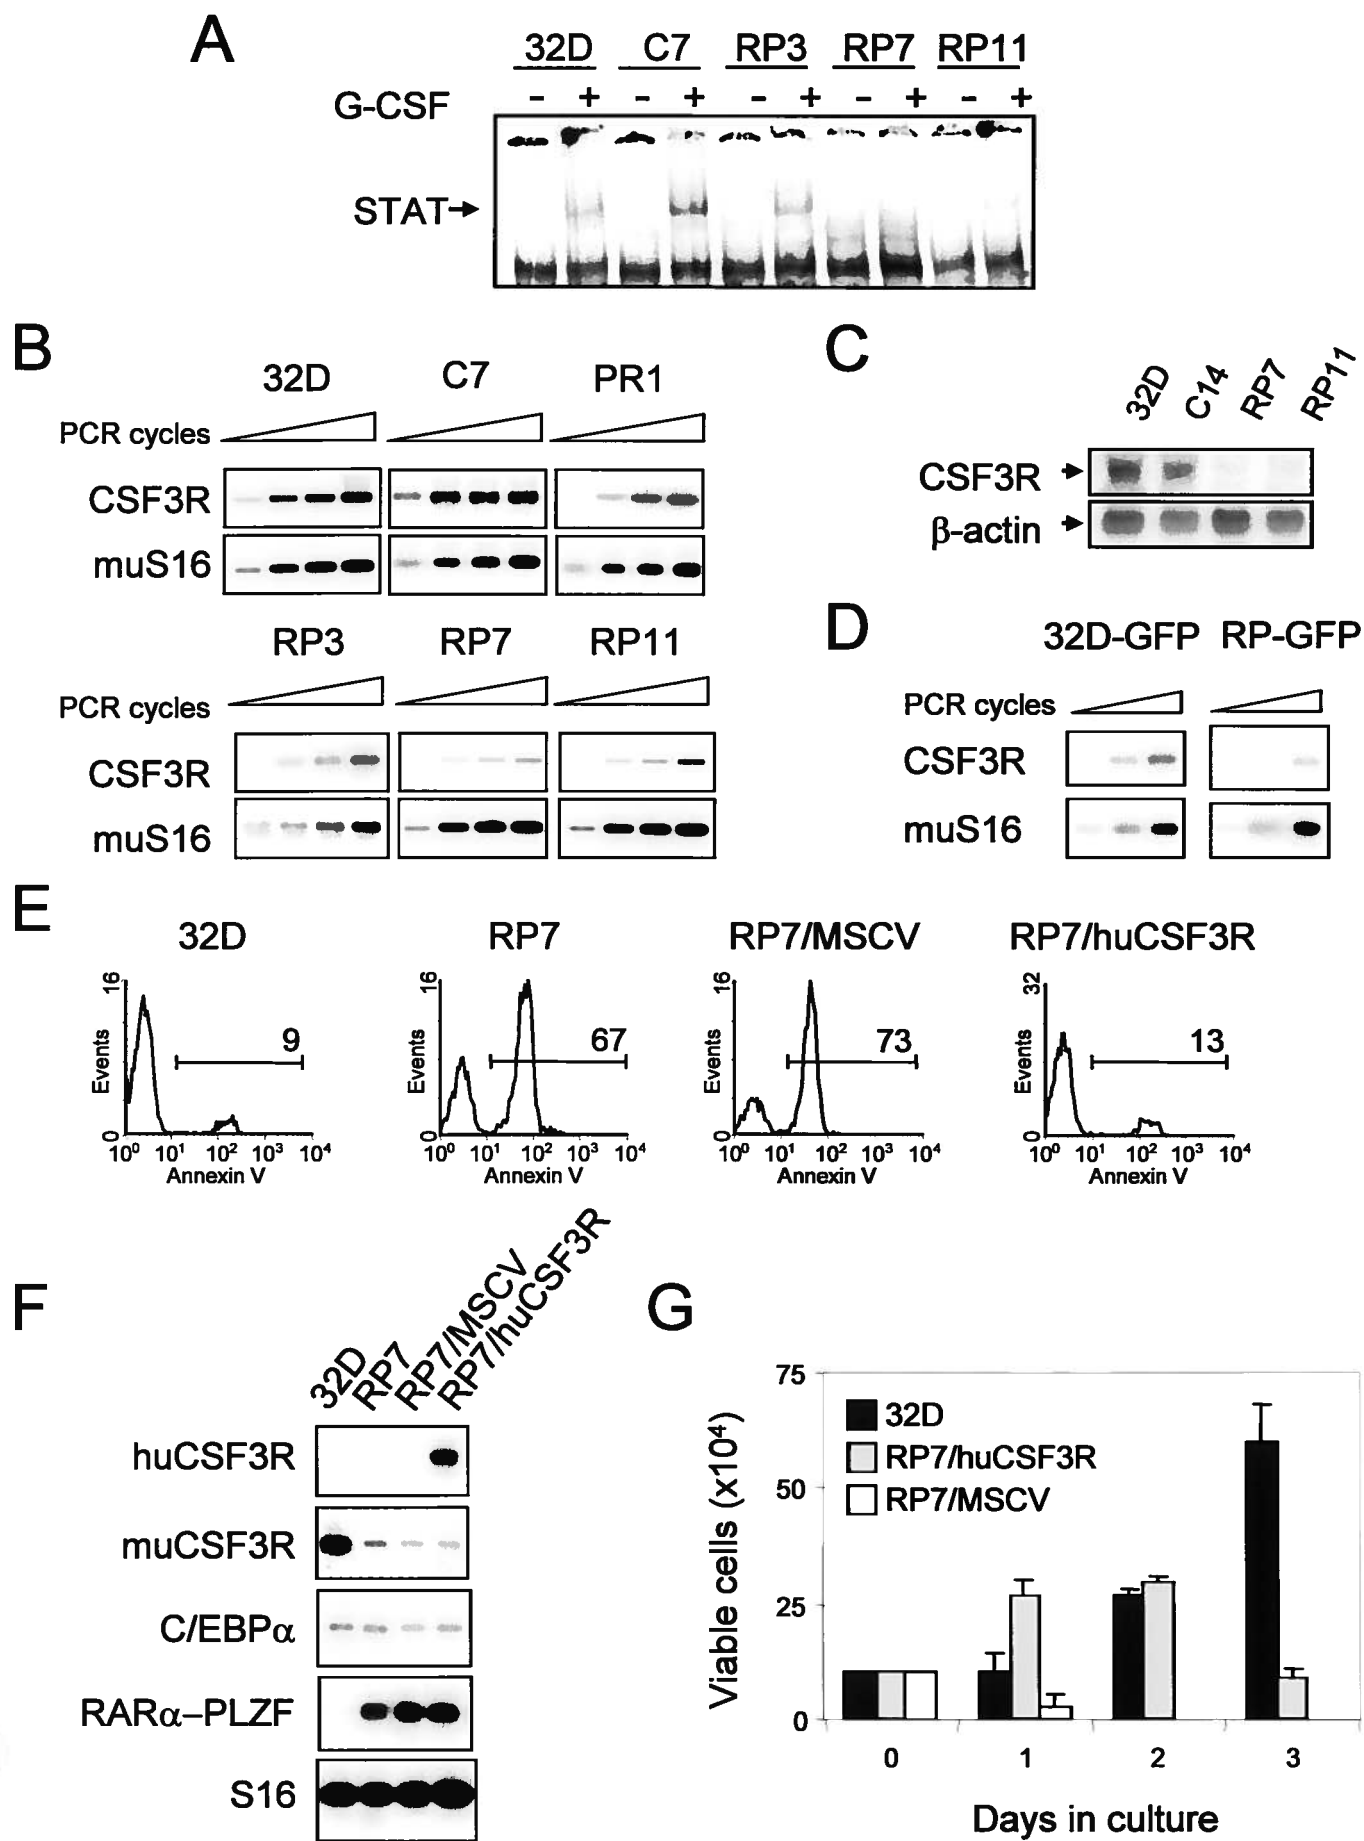 A
32D C7 RP3 RP7 RP11
G-CSF - + - + - + - + - +
STAT
B
32D C7 PR1
PCR cycles
CSF3R
muS16
RP3 RP7 RP11
PCR cycles
CSF3R
muS16
C
32D C14 RP7 RP11
CSF3R
β-actin
D
32D-GFP RP-GFP
PCR cycles
CSF3R
muS16
E
32D RP7 RP7/MSCV RP7/huCSF3R
16 16 16 32
Events Events Events Events
9 67 73 13
0 0 0 0
10⁰ 10¹ 10² 10³ 10⁴ 10⁰ 10¹ 10² 10³ 10⁴ 10⁰ 10¹ 10² 10³ 10⁴ 10⁰ 10¹ 10² 10³ 10⁴
Annexin V Annexin V Annexin V Annexin V
F
32D RP7 RP7/MSCV RP7/huCSF3R
huCSF3R
muCSF3R
C/EBPα
RARα–PLZF
S16
G
Viable cells (x10⁴)
75
50
25
0
32D
RP7/huCSF3R
RP7/MSCV
0 1 2 3
Days in culture